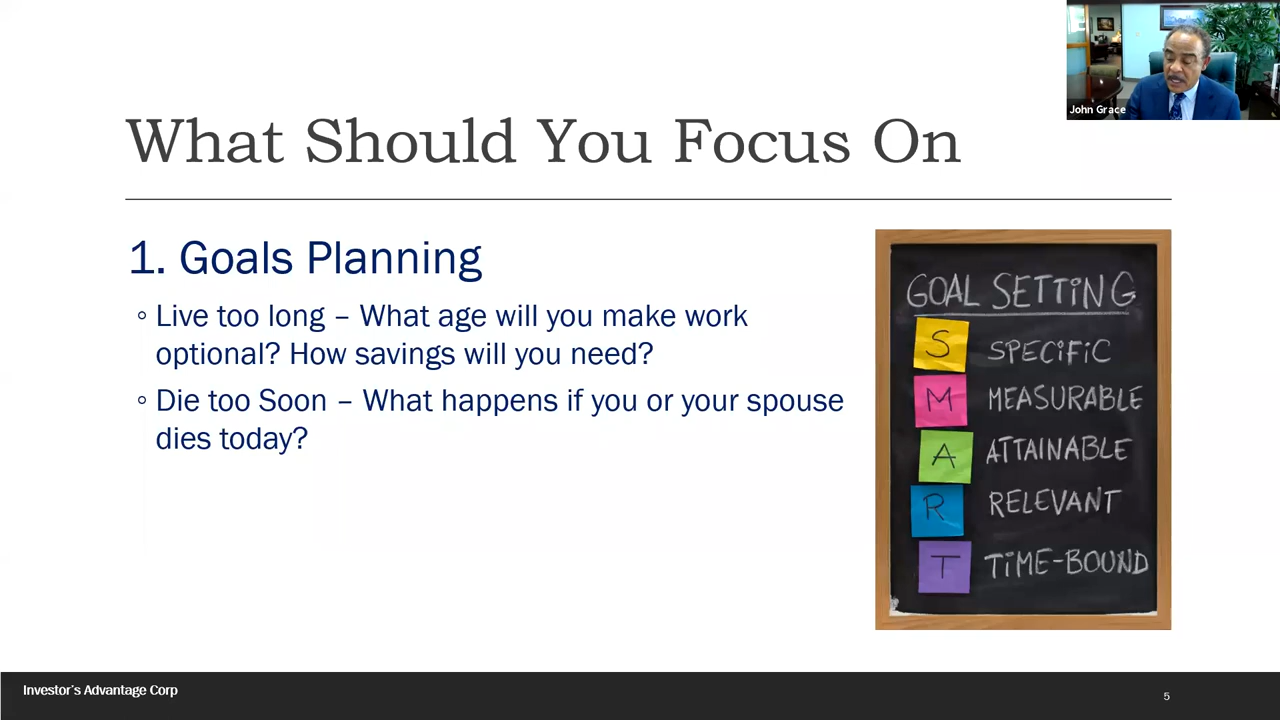 John Grace
What Should You Focus On
1. Goals Planning
◦ Live too long – What age will you make work
optional? How savings will you need?
◦ Die too Soon – What happens if you or your spouse
dies today?
GOAL SETTING
S SPECIFIC
M MEASURABLE
A ATTAINABLE
R RELEVANT
T TIME-BOUND
Investor's Advantage Corp
5